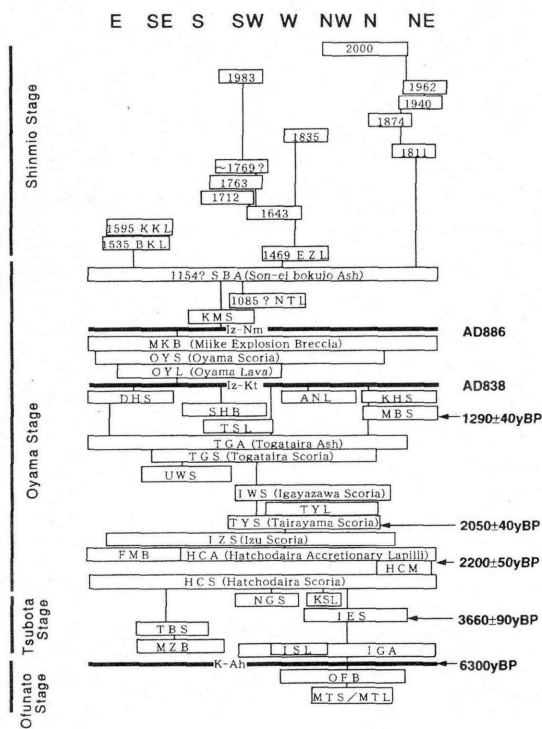 E SE S SW W NW N NE
2000
1983
1962
1940
1874
1835
1811
~1769?
1763
1712
1643
1595 KKL
1535 BKL
1469 EZL
1154? SBA (Son-ei bokujo Ash)
1085? NTL
KMS
Iz-Nm AD886
MKB (Miike Explosion Breccia)
OYS (Oyama Scoria)
OYL (Oyama Lava)
Iz-Kt AD838
DHS ANL KHS
SHB MBS 1290±40yBP
TSL
TGA (Togataira Ash)
TGS (Togataira Scoria)
UWS
IWS (Igayazawa Scoria)
TYL
TYS (Tairayama Scoria) 2050±40yBP
IZS (Izu Scoria)
FMB HCA (Hatchodaira Accretionary Lapilli) 2200±50yBP
HCM
HCS (Hatchodaira Scoria)
NGS KSL
IES 3660±90yBP
TBS
MZB ISL IGA
K-Ah 6300yBP
OFB
MTS/MTL
Shinmio Stage
Oyama Stage
Tsubota
Stage
Ofunato
Stage